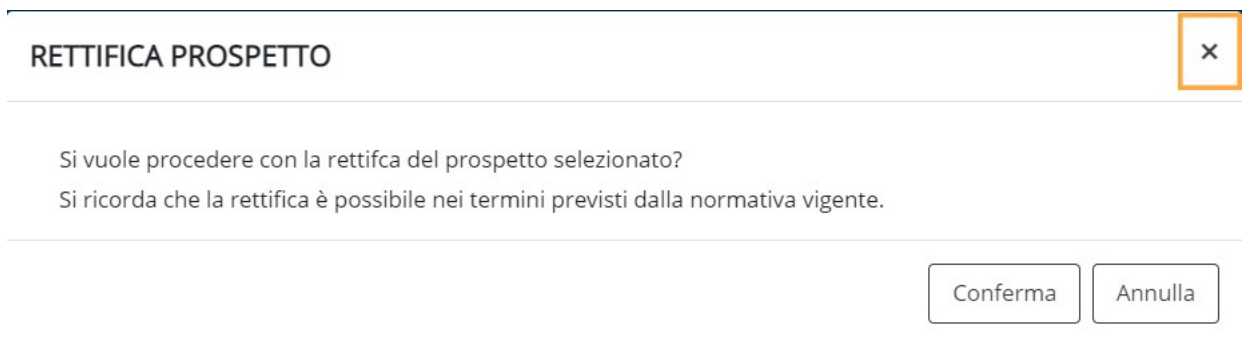 RETTIFICA PROSPETTO
×
Si vuole procedere con la rettifca del prospetto selezionato?
Si ricorda che la rettifica è possibile nei termini previsti dalla normativa vigente.
Conferma Annulla